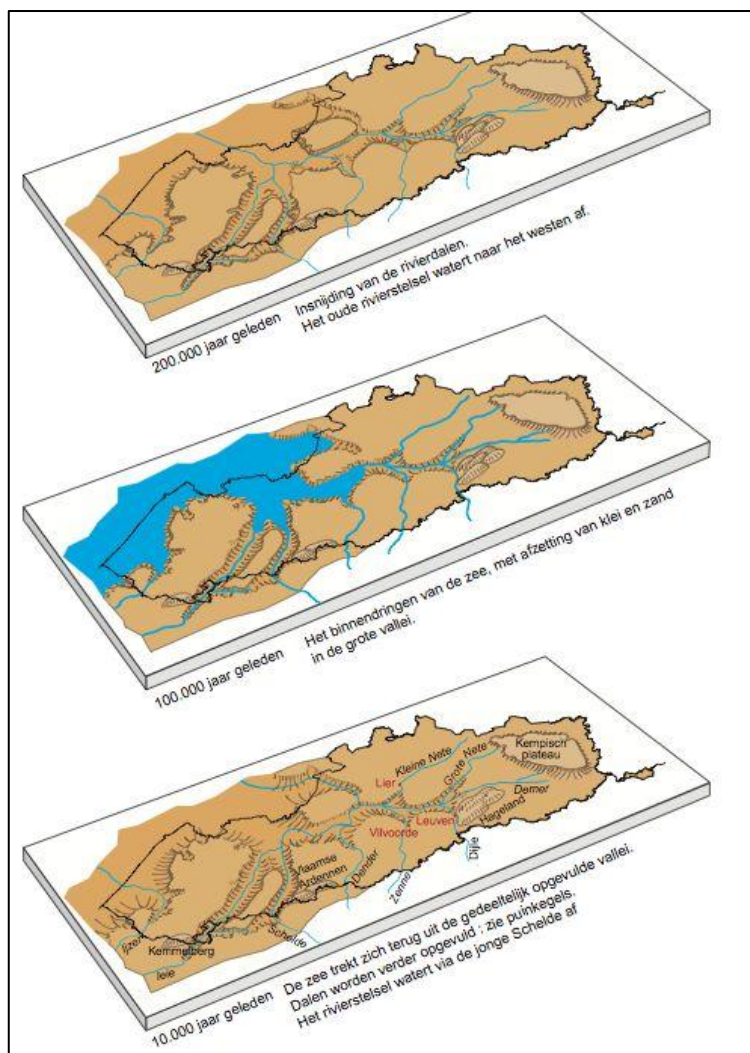 200.000 jaar geleden Insnijding van de rivierdalen.
Het oude rivierstelsel watert naar het westen af.
100.000 jaar geleden Het binnendringen van de zee, met afzetting van klei en zand
in de grote vallei.
Kleine Nete
Grote Nete
Kempisch
plateau
Lier
Demer
Leuven
Hageland
Vilvoorde
Dijle
Vlaamse
Ardennen
Dender
Zenne
Ijzer
Schelde
Kemmelberg
leie
10.000 jaar geleden De zee trekt zich terug uit de gedeeltelijk opgevulde vallei.
Dalen worden verder opgevuld : zie puinkegels.
Het rivierstelsel watert via de jonge Schelde af